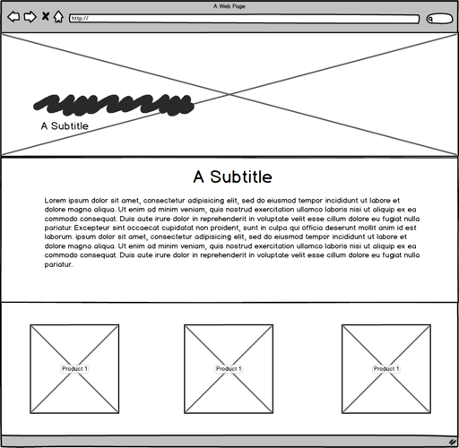 A Web Page
http://
A Subtitle
A Subtitle
Lorem ipsum dolor sit amet, consectetur adipisicing elit, sed do eiusmod tempor incididunt ut labore et
dolore magna aliqua. Ut enim ad minim veniam, quis nostrud exercitation ullamco laboris nisi ut aliquip ex ea
commodo consequat. Duis aute irure dolor in reprehenderit in voluptate velit esse cillum dolore eu fugiat nulla
pariatur. Excepteur sint occaecat cupidatat non proident, sunt in culpa qui officia deserunt mollit anim id est
laborum. ipsum dolor sit amet, consectetur adipisicing elit, sed do eiusmod tempor incididunt ut labore et
dolore magna aliqua. Ut enim ad minim veniam, quis nostrud exercitation ullamco laboris nisi ut aliquip ex ea
commodo consequat. Duis aute irure dolor in reprehenderit in voluptate velit esse cillum dolore eu fugiat nulla
pariatur.
Product 1
Product 1
Product 1